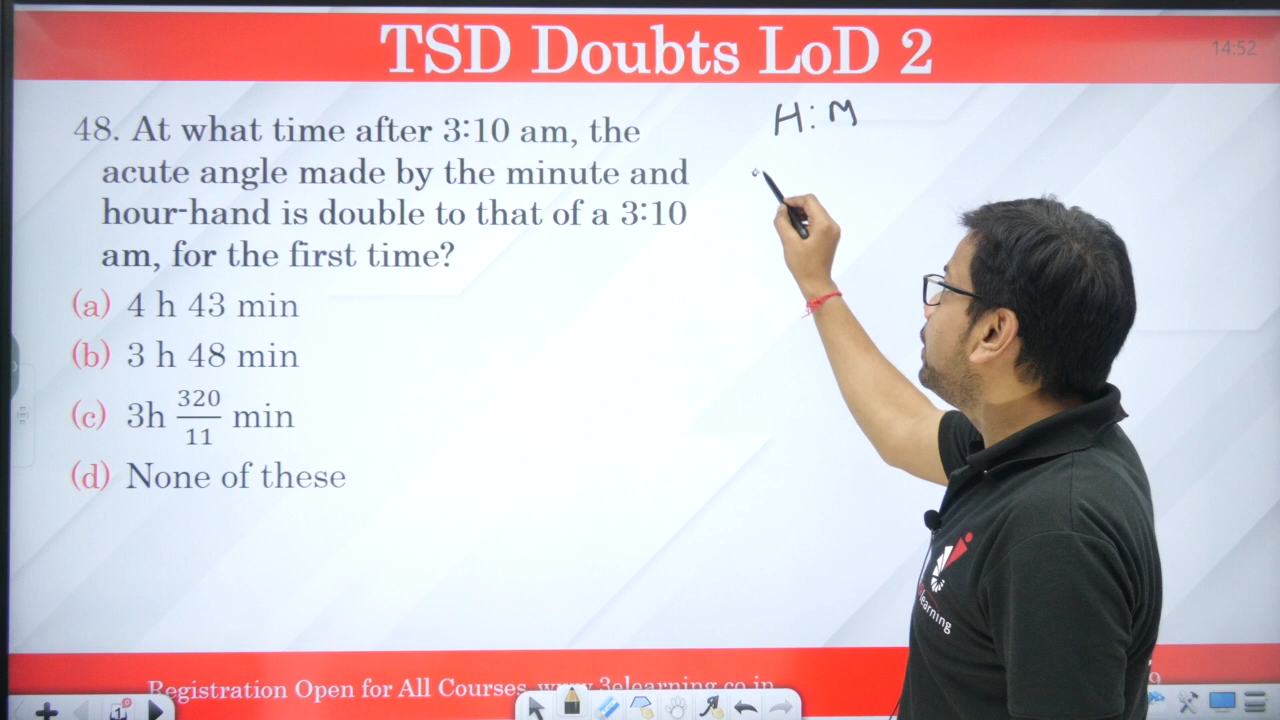 TSD Doubts LoD 2
14:52
H:M
48. At what time after 3:10 am, the
acute angle made by the minute and
hour-hand is double to that of a 3:10
am, for the first time?
(a) 4 h 43 min
(b) 3 h 48 min
(c) 3h 320/11 min
(d) None of these
learning
Registration Open for All Courses www.3elearning.co.in